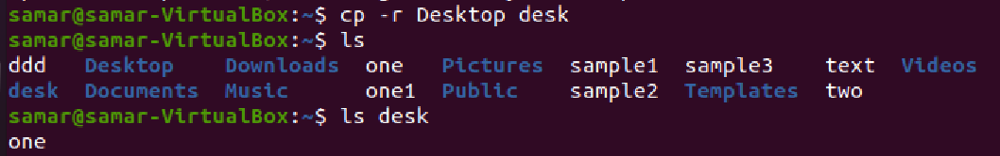 samar@samar-VirtualBox:~$ cp -r Desktop desk
samar@samar-VirtualBox:~$ ls
ddd   Desktop    Downloads  one   Pictures  sample1  sample3    text  Videos
desk  Documents  Music      one1  Public    sample2  Templates  two
samar@samar-VirtualBox:~$ ls desk
one